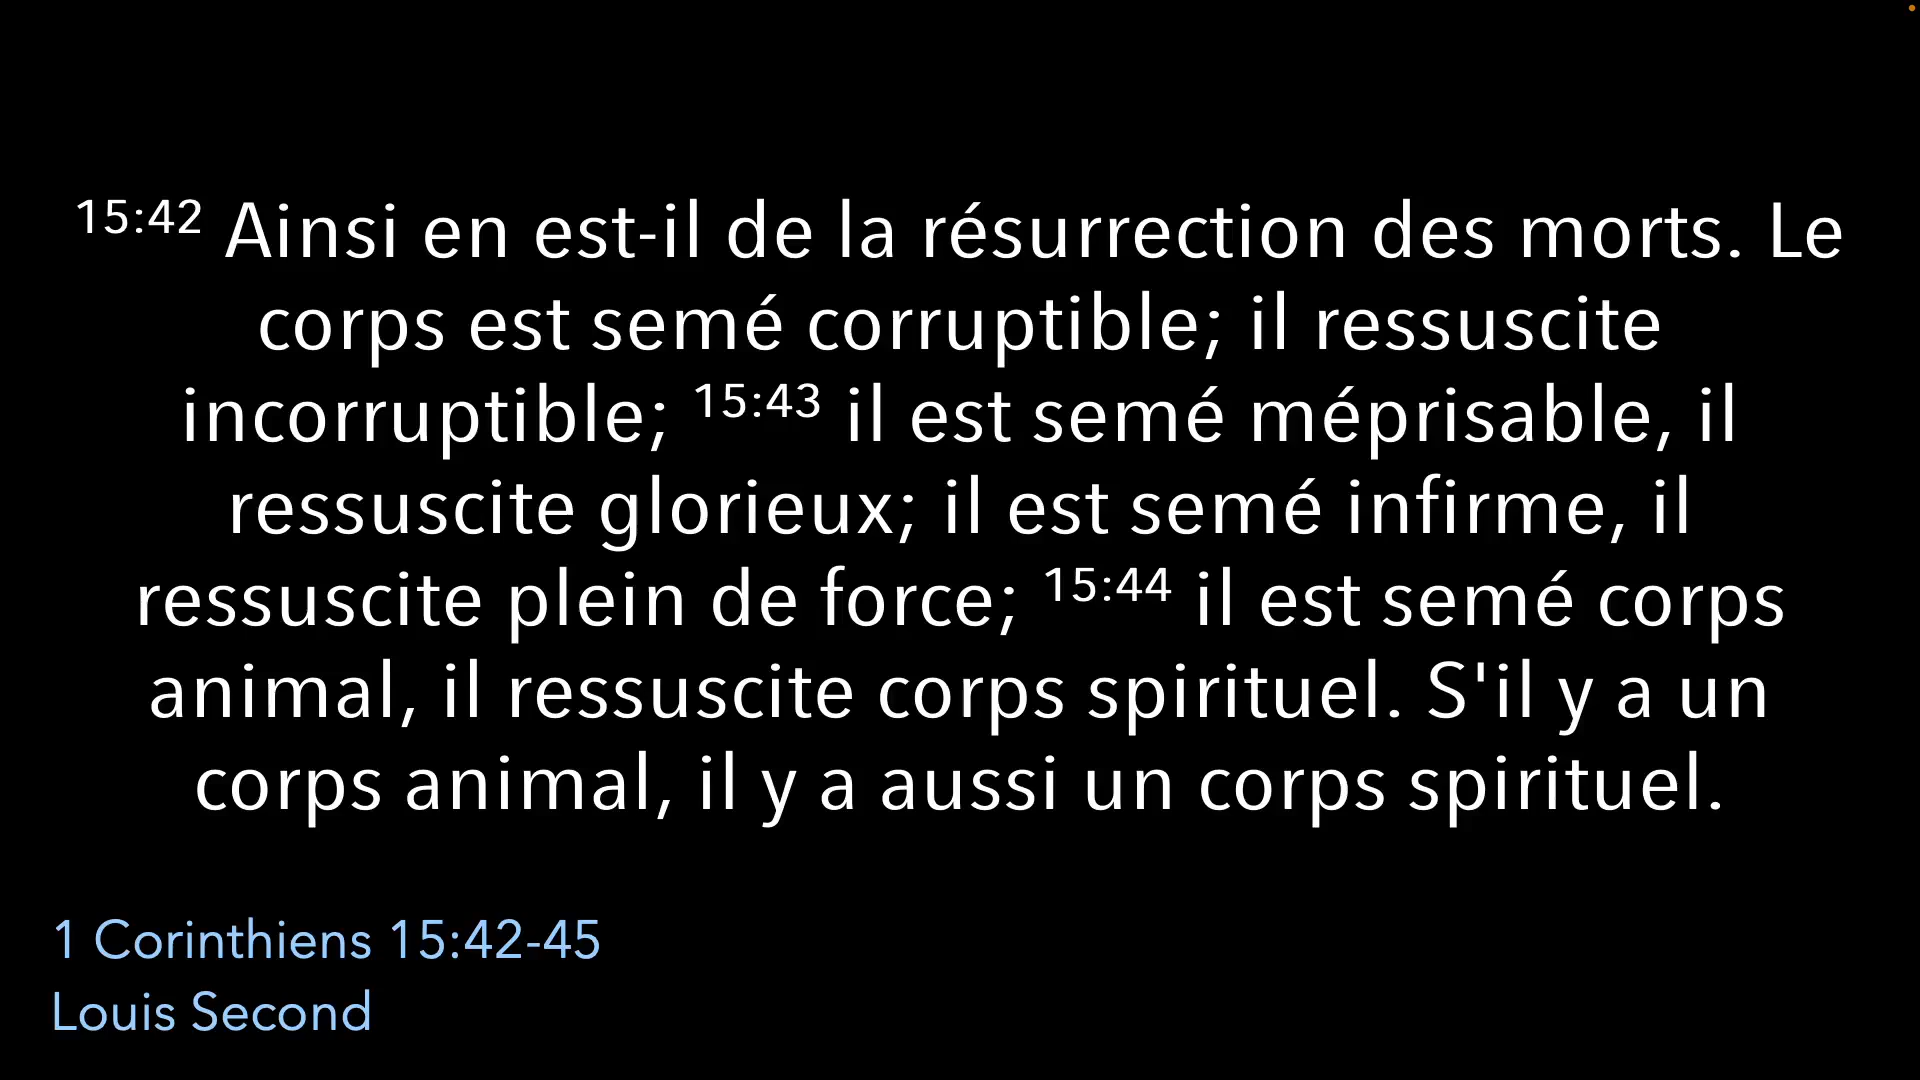 15:42 Ainsi en est-il de la résurrection des morts. Le
corps est semé corruptible; il ressuscite
incorruptible; 15:43 il est semé méprisable, il
ressuscite glorieux; il est semé infirme, il
ressuscite plein de force; 15:44 il est semé corps
animal, il ressuscite corps spirituel. S'il y a un
corps animal, il y a aussi un corps spirituel.
1 Corinthiens 15:42-45
Louis Second